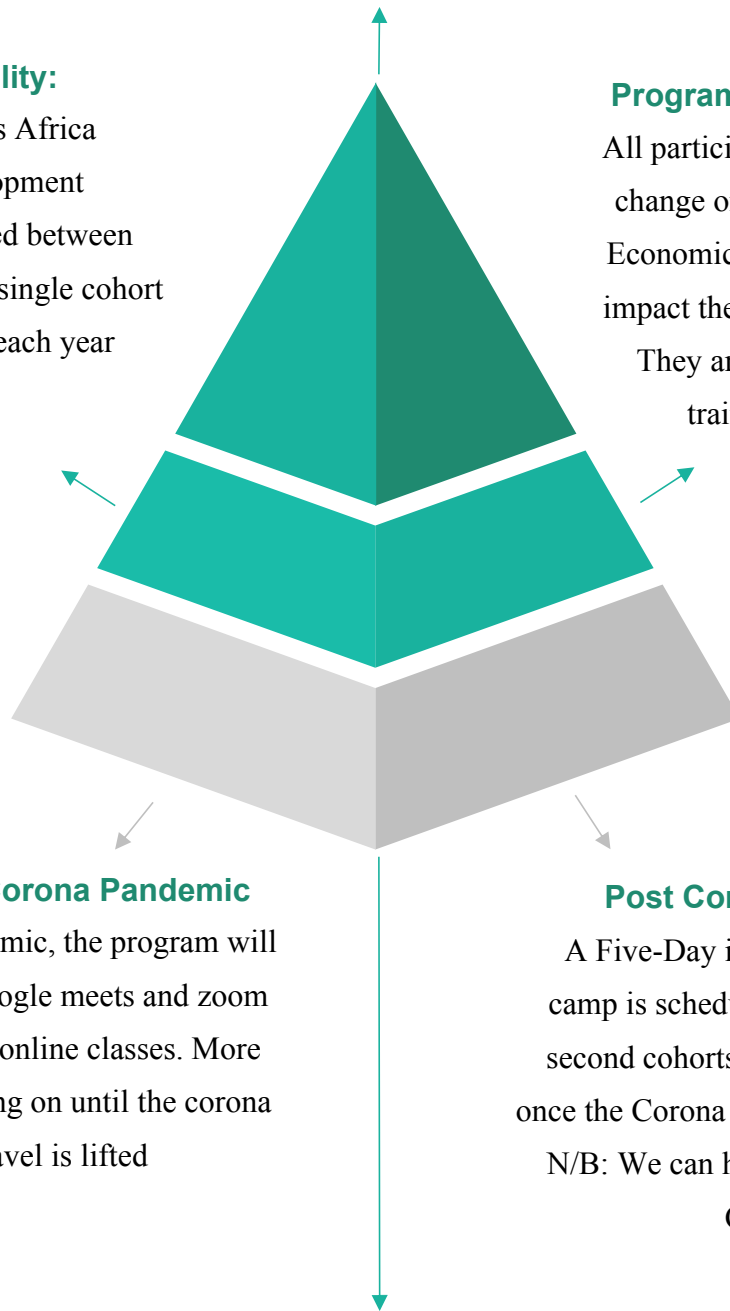 lity:
s Africa
opment
ed between
single cohort
each year
Program
All partici
change o
Economic
impact the
They ar
trai
orona Pandemic
mic, the program will
ogle meets and zoom
online classes. More
ng on until the corona
avel is lifted
Post Cor
A Five-Day i
camp is sched
second cohorts
once the Corona
N/B: We can h